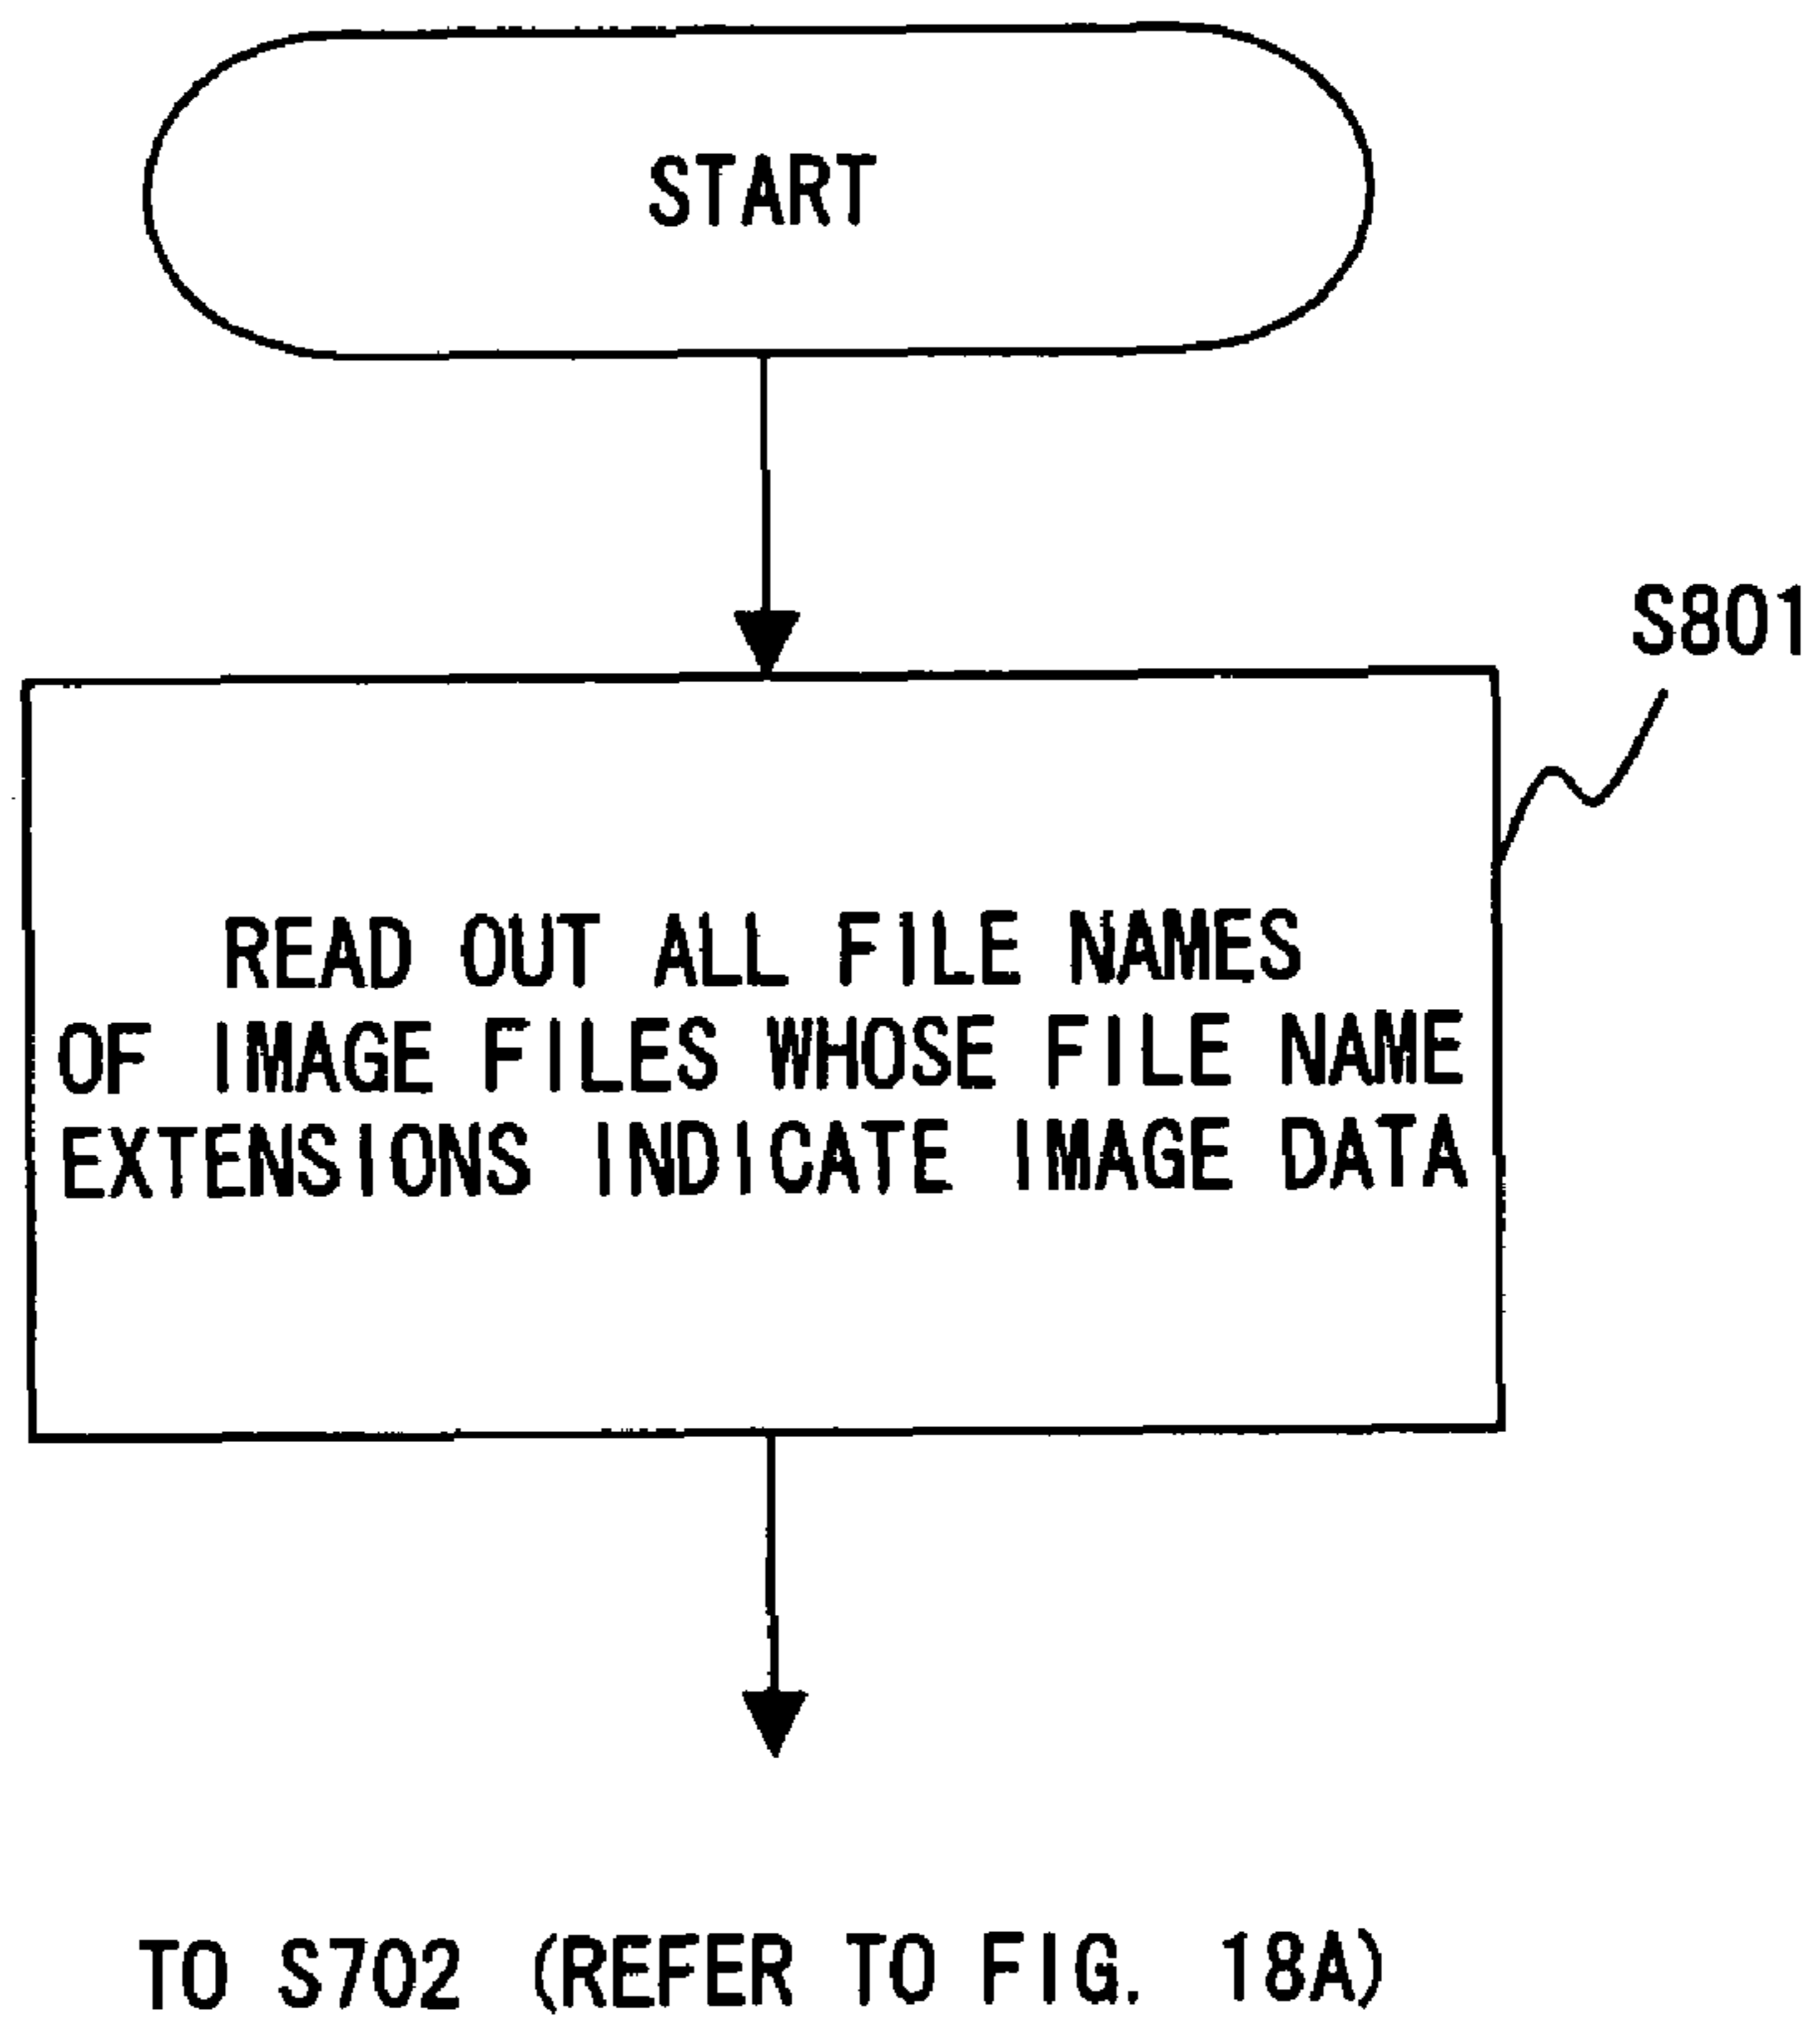 START
S801
READ OUT ALL FILE NAMES
OF IMAGE FILES WHOSE FILE NAME
EXTENSIONS INDICATE IMAGE DATA
TO S702 (REFER TO FIG. 18A)